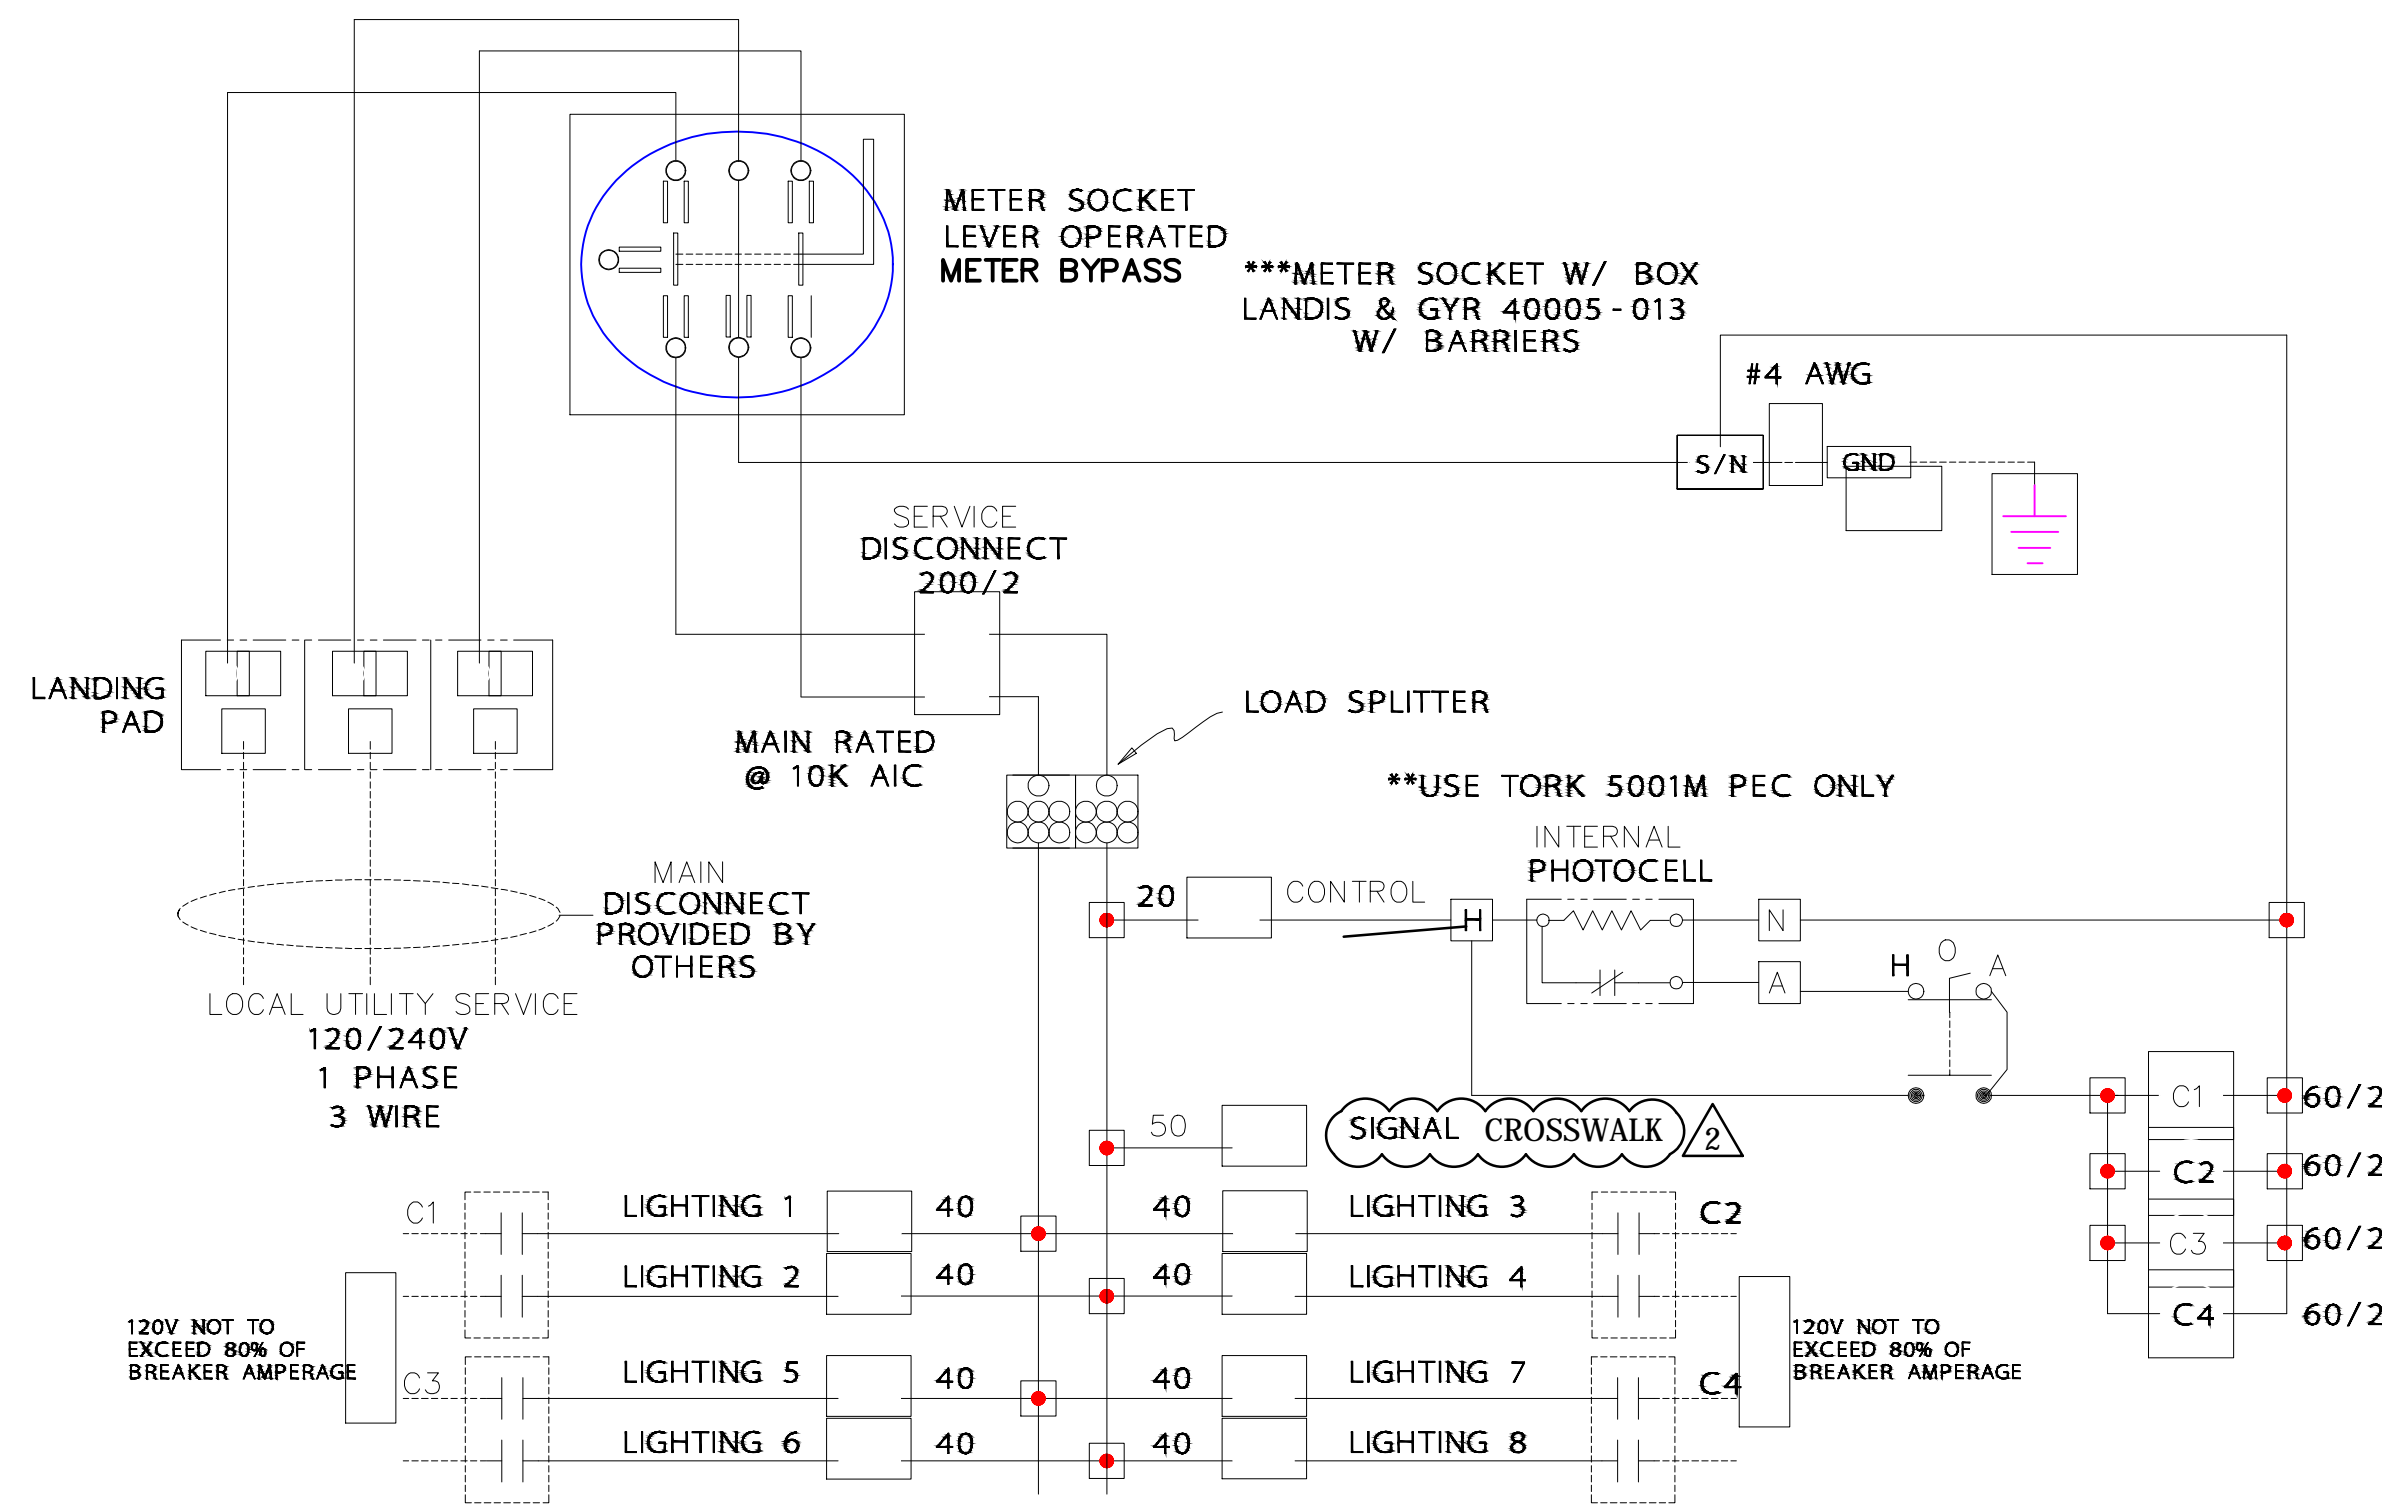 METER SOCKET
LEVER OPERATED
METER BYPASS
***METER SOCKET W/ BOX
LANDIS & GYR 40005-013
W/ BARRIERS
#4 AWG
S/N
GND
SERVICE
DISCONNECT
200/2
LANDING
PAD
LOAD SPLITTER
MAIN RATED
@ 10K AIC
**USE TORK 5001M PEC ONLY
INTERNAL
PHOTOCELL
MAIN
DISCONNECT
PROVIDED BY
OTHERS
20
CONTROL
H
N
A
H O A
LOCAL UTILITY SERVICE
120/240V
1 PHASE
3 WIRE
50
SIGNAL CROSSWALK
2
C1 60/2
C2 60/2
C3 60/2
C4 60/2
C1 LIGHTING 1 40 40 LIGHTING 3 C2
LIGHTING 2 40 40 LIGHTING 4
120V NOT TO
EXCEED 80% OF
BREAKER AMPERAGE
120V NOT TO
EXCEED 80% OF
BREAKER AMPERAGE
C3 LIGHTING 5 40 40 LIGHTING 7 C4
LIGHTING 6 40 40 LIGHTING 8